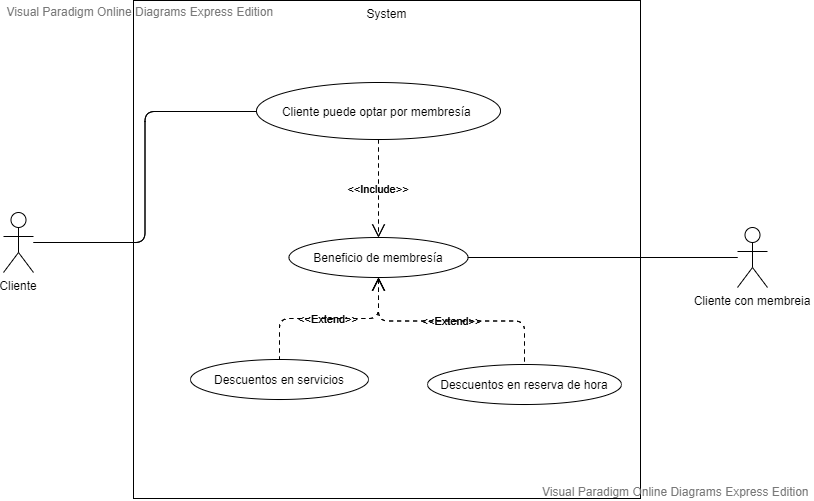 Visual Paradigm Online Diagrams Express Edition
System
Cliente puede optar por membresía
<<Include>>
Beneficio de membresía
Cliente
Cliente con membreia
<<Extend>>
<<Extend>>
Descuentos en servicios
Descuentos en reserva de hora
Visual Paradigm Online Diagrams Express Edition